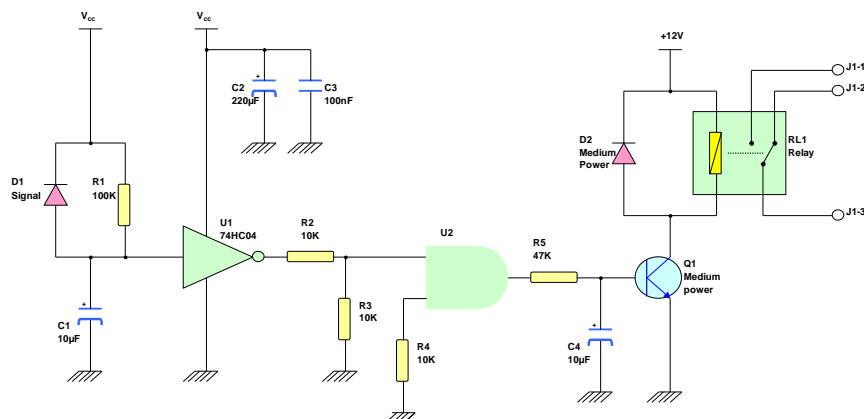 Vcc
Vcc
+12V
J1-1
J1-2
C2
220µF
C3
100nF
D2
Medium
Power
RL1
Relay
D1
Signal
R1
100K
U1
74HC04
R2
10K
U2
R5
47K
J1-3
Q1
Medium
power
C1
10µF
R3
10K
R4
10K
C4
10µF